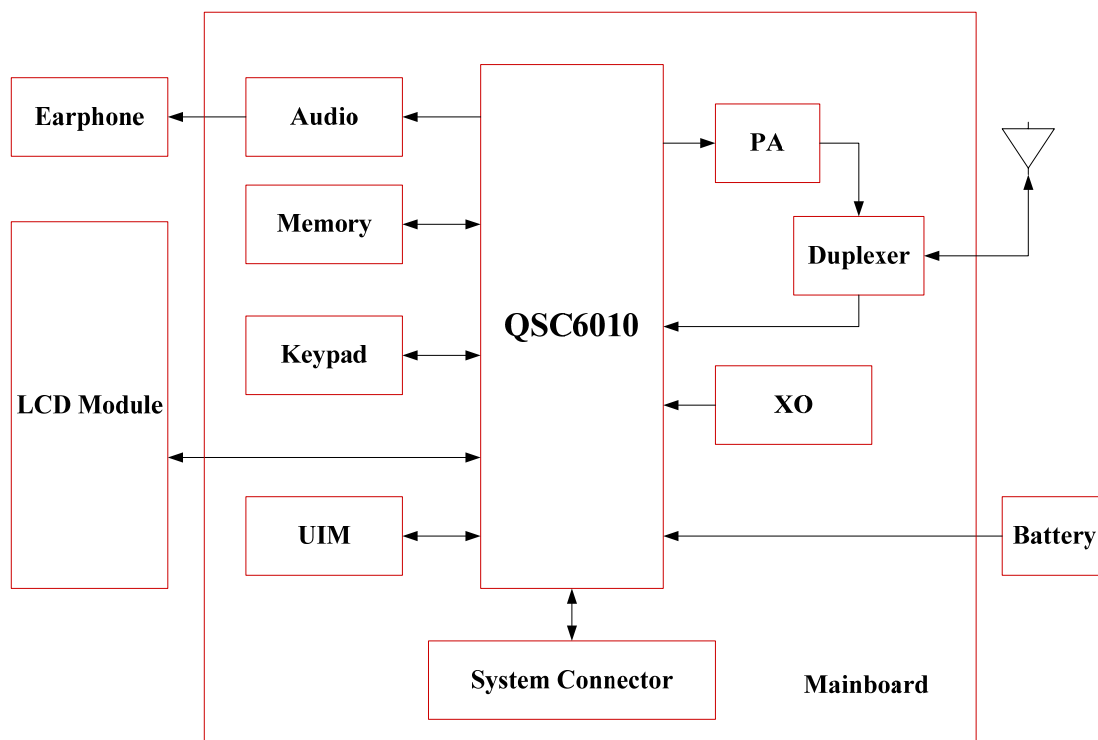 Earphone
Audio
PA
Memory
Duplexer
QSC6010
Keypad
LCD Module
XO
UIM
Battery
System Connector
Mainboard